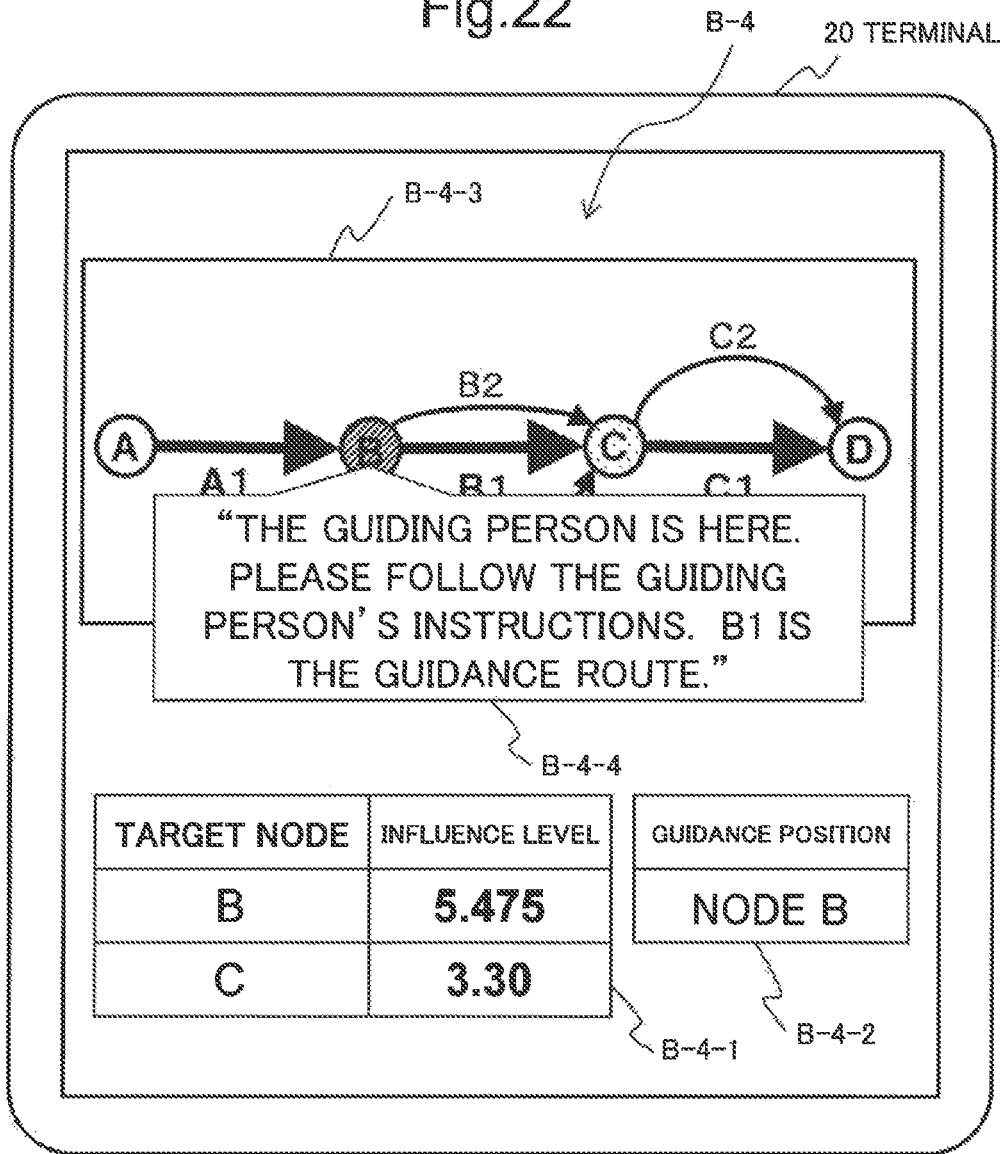 Fig.22
B-4
20 TERMINAL
B-4-3
C2
B2
A
B
C
D
A1
B1
C1
“THE GUIDING PERSON IS HERE.
PLEASE FOLLOW THE GUIDING
PERSON’S INSTRUCTIONS. B1 IS
THE GUIDANCE ROUTE.”
B-4-4
TARGET NODE INFLUENCE LEVEL
B 5.475
C 3.30
GUIDANCE POSITION
NODE B
B-4-2
B-4-1